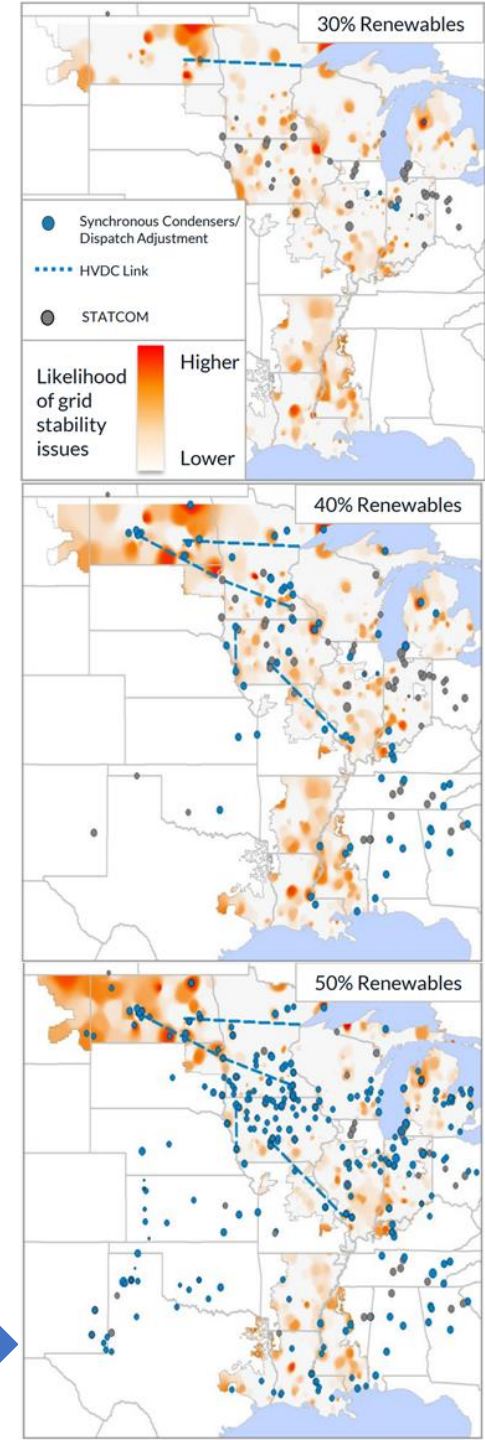 30% Renewables
Synchronous Condensers/
Dispatch Adjustment
HVDC Link
STATCOM
Likelihood
of grid
stability
issues
Higher
Lower
40% Renewables
50% Renewables